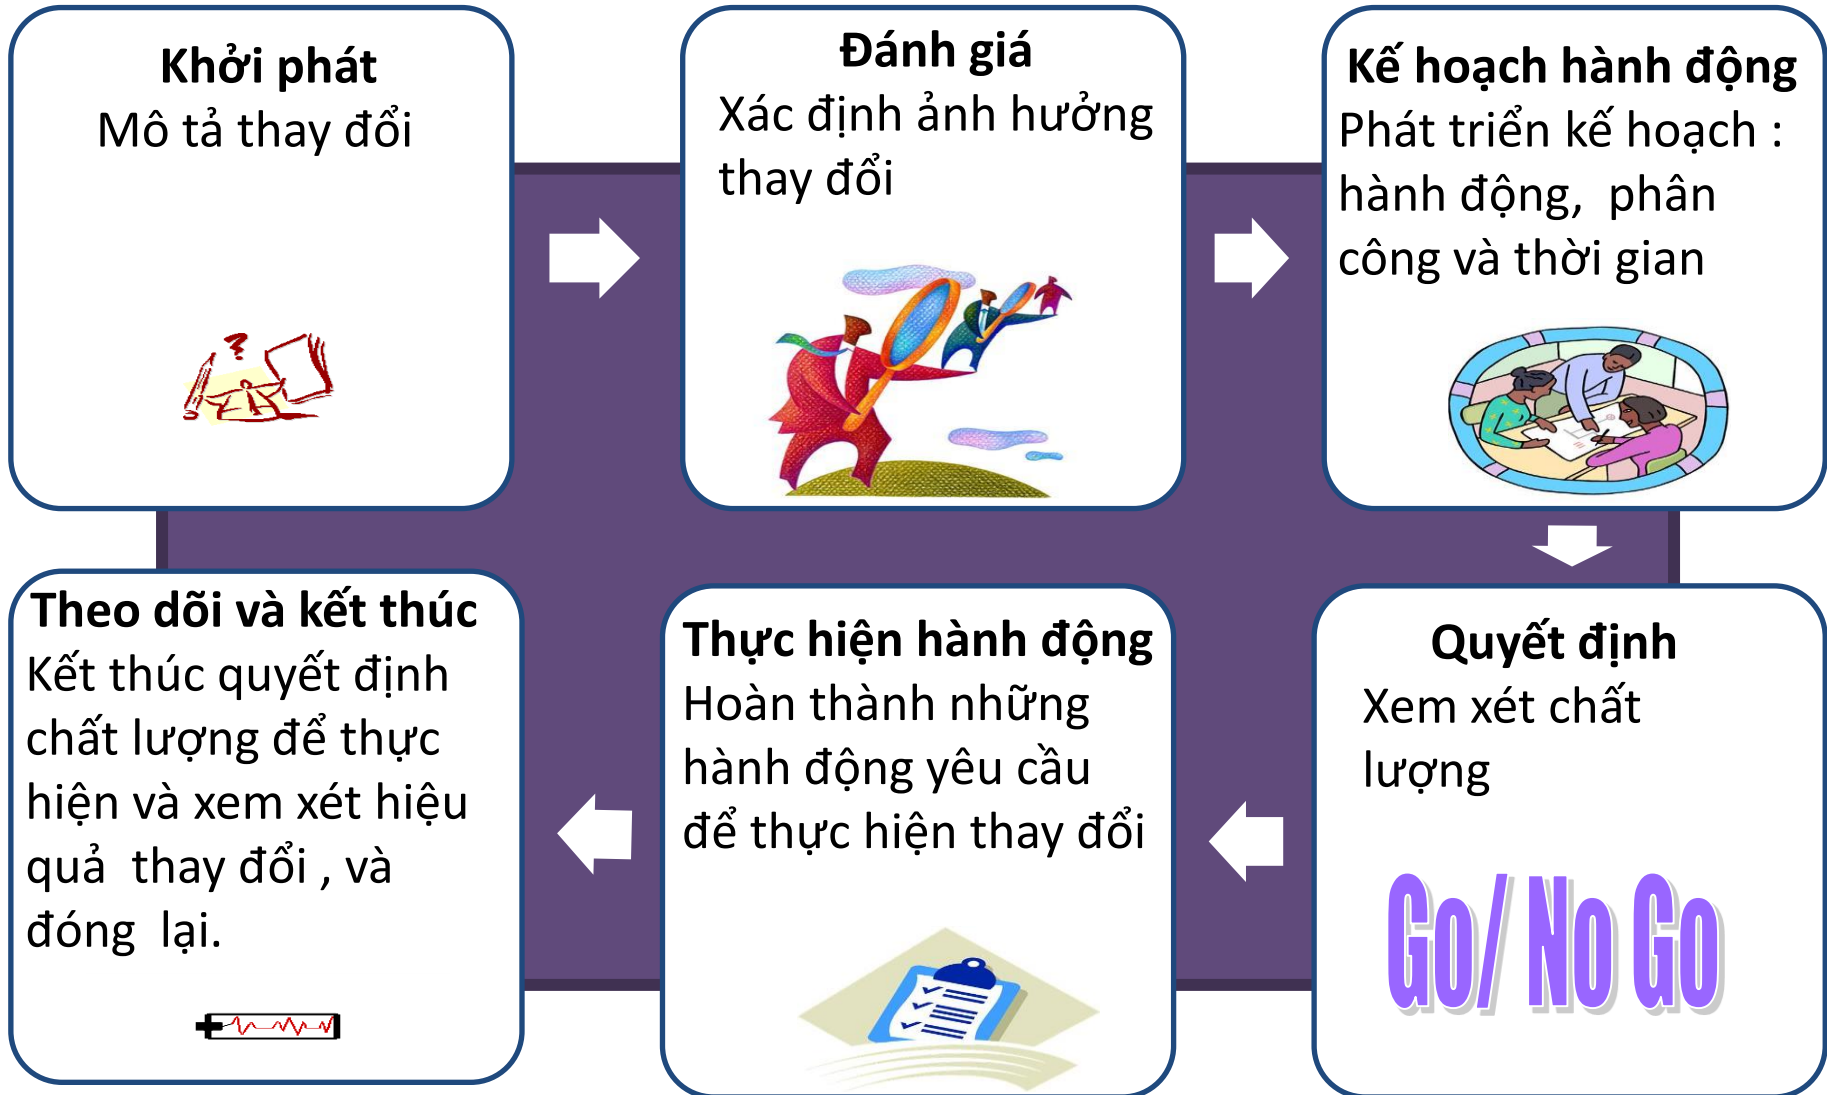 Khởi phát
Mô tả thay đổi
Đánh giá
Xác định ảnh hưởng
thay đổi
Kế hoạch hành động
Phát triển kế hoạch :
hành động, phân
công và thời gian
Quyết định
Xem xét chất
lượng
Go/ No Go
Thực hiện hành động
Hoàn thành những
hành động yêu cầu
để thực hiện thay đổi
Theo dõi và kết thúc
Kết thúc quyết định
chất lượng để thực
hiện và xem xét hiệu
quả thay đổi , và
đóng lại.